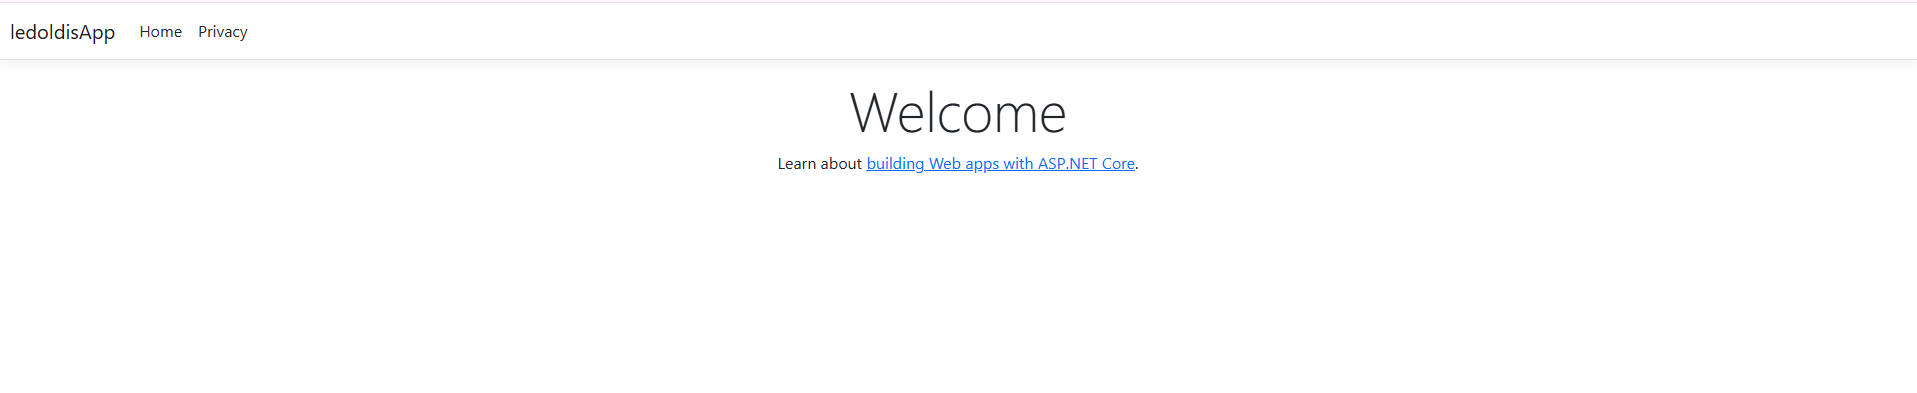 ledoldisApp Home Privacy
Welcome
Learn about building Web apps with ASP.NET Core.